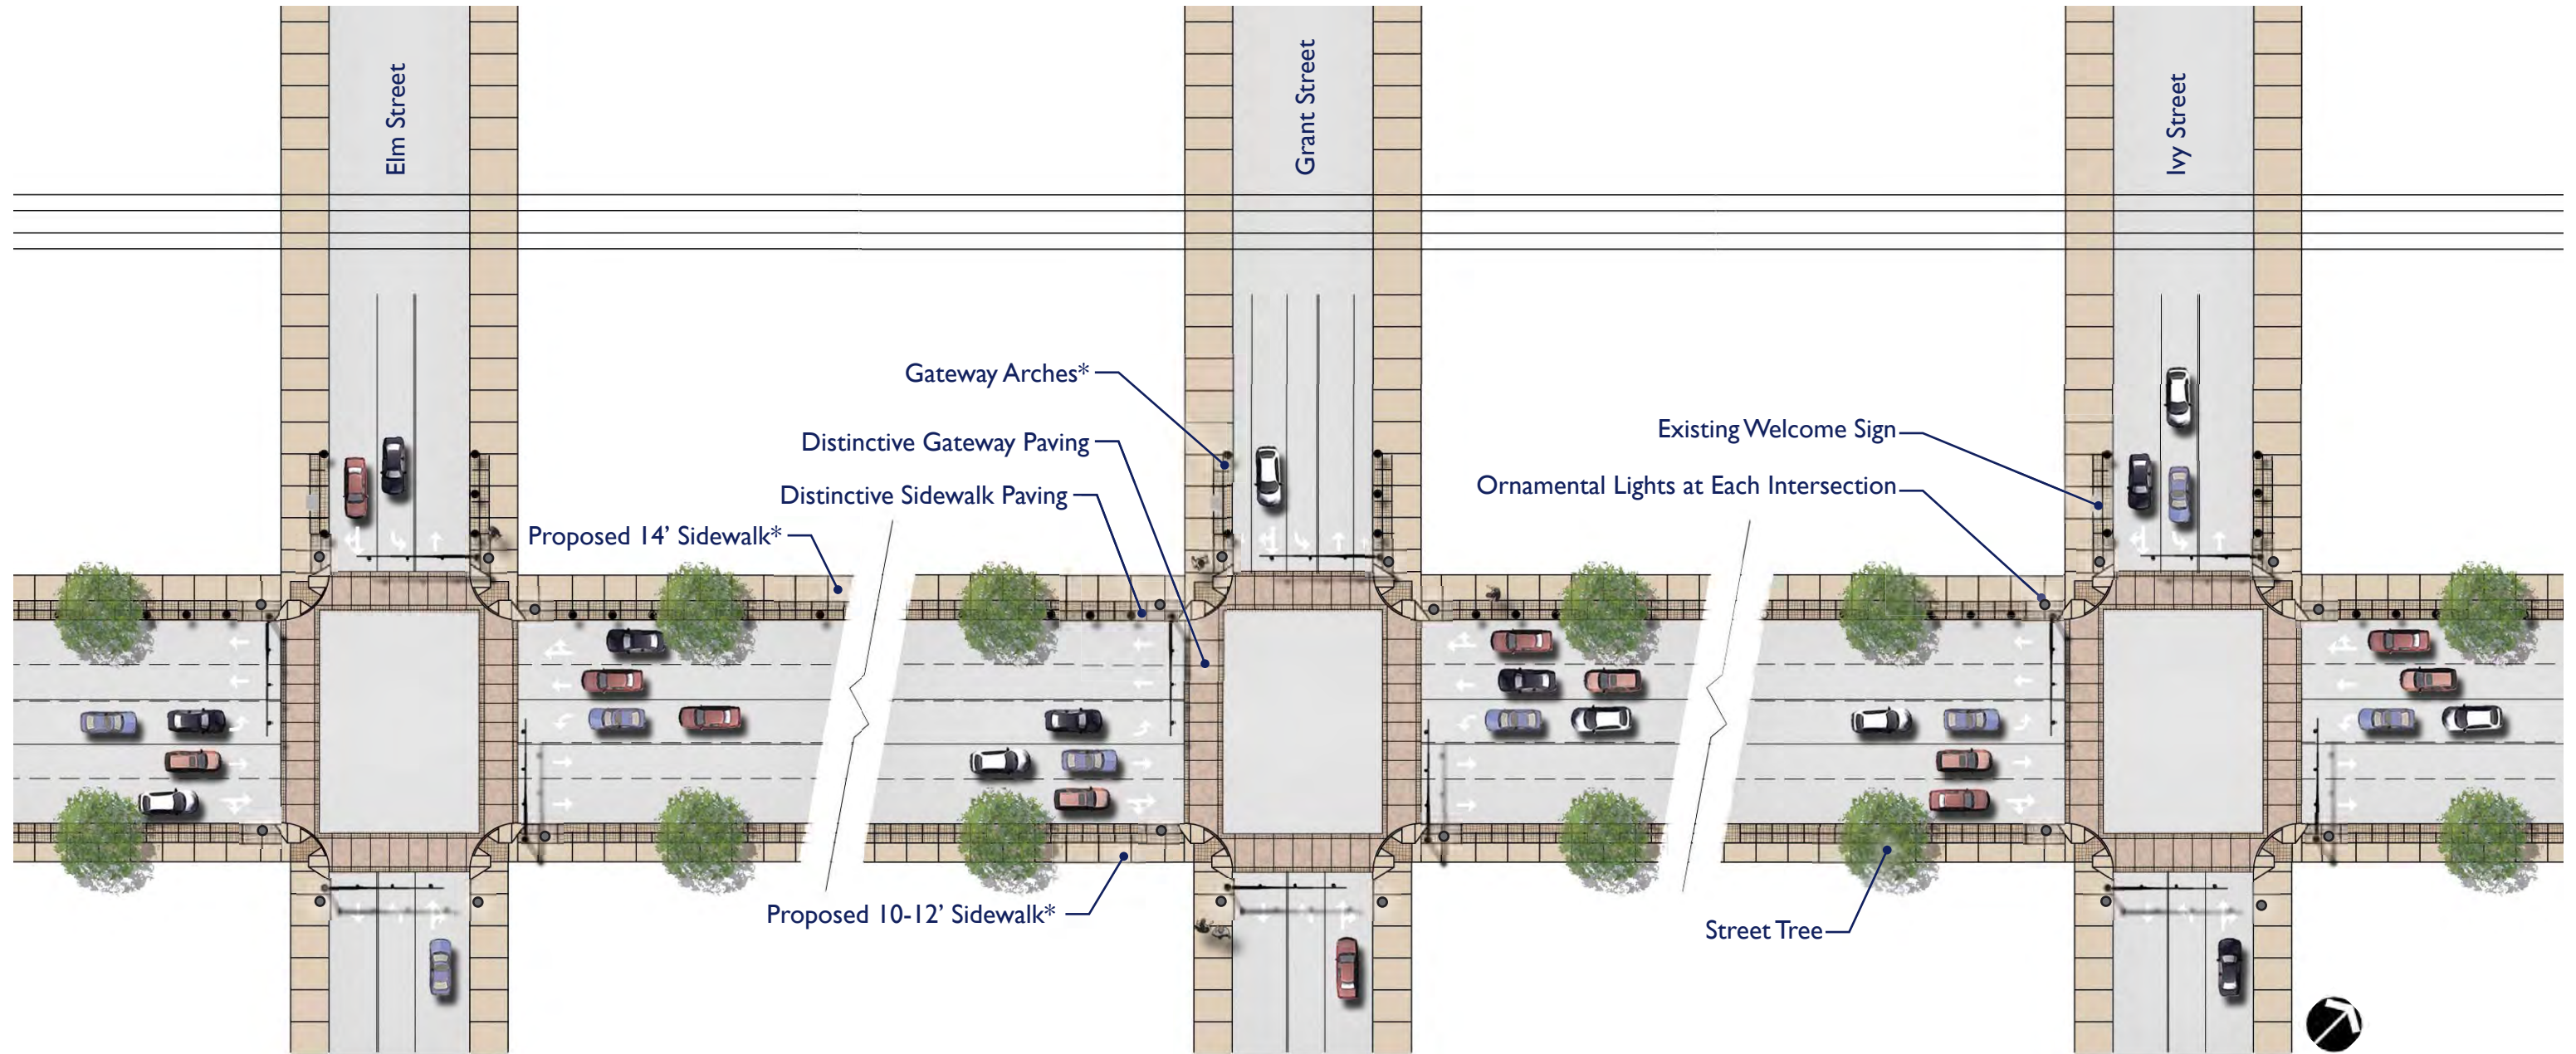 Elm Street
Grant Street
Ivy Street
Gateway Arches*
Distinctive Gateway Paving
Distinctive Sidewalk Paving
Proposed 14’ Sidewalk*
Existing Welcome Sign
Ornamental Lights at Each Intersection
Proposed 10-12’ Sidewalk*
Street Tree